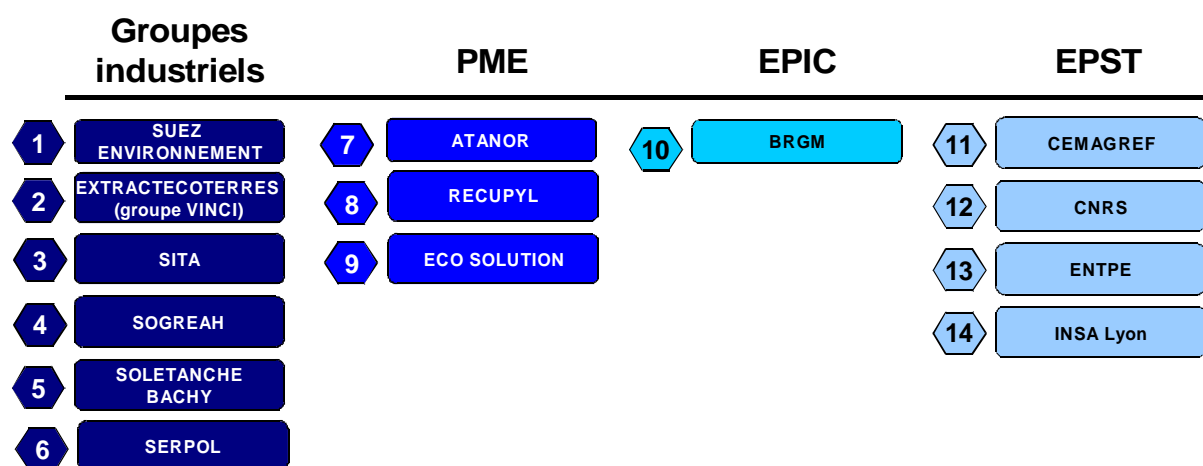 Groupes
industriels
PME
EPIC
EPST
1
SUEZ
ENVIRONNEMENT
2
EXTRACTECOTERRES
(groupe VINCI)
3
SITA
4
SOGREAH
5
SOLETANCHE
BACHY
6
SERPOL
7
ATANOR
8
RECUPYL
9
ECO SOLUTION
10
BRGM
11
CEMAGREF
12
CNRS
13
ENTPE
14
INSA Lyon